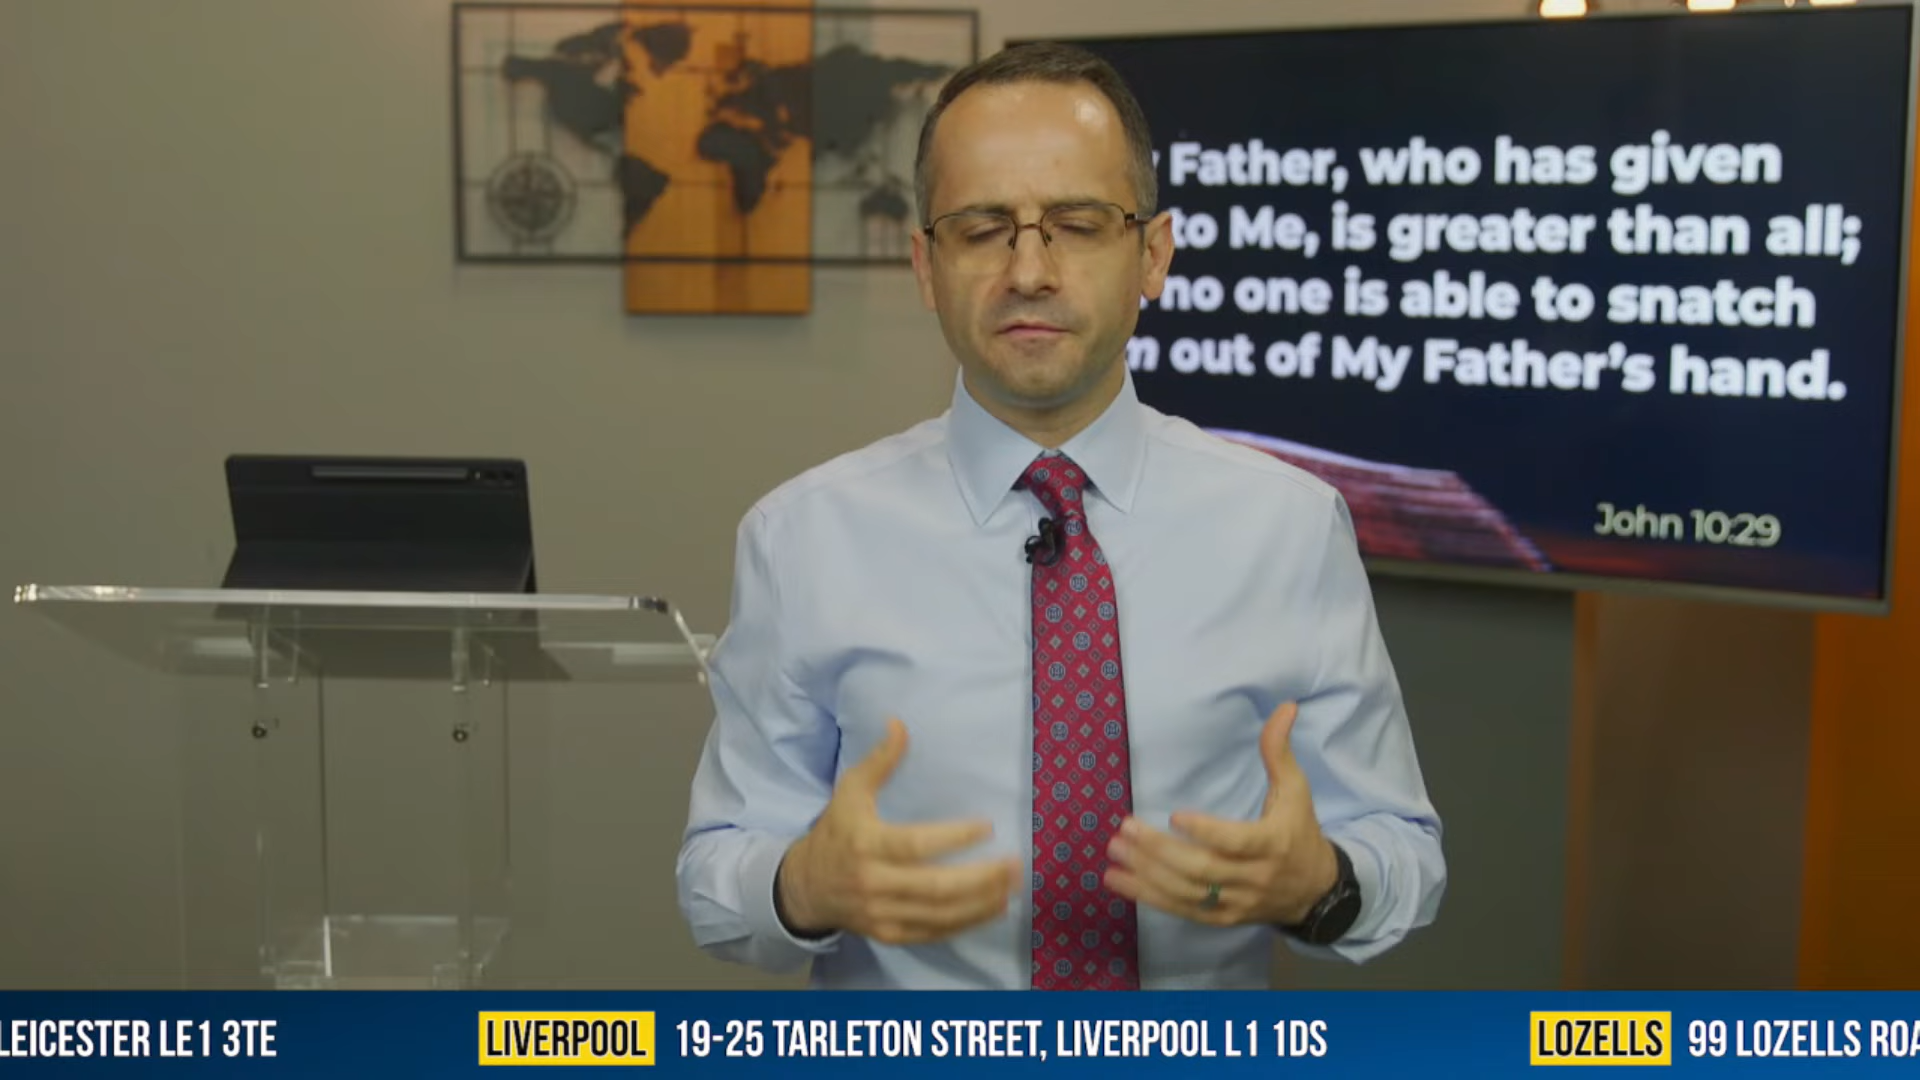 Father, who has given
to Me, is greater than all;
no one is able to snatch
out of My Father's hand.
John 10:29
LEICESTER LE1 3TE
LIVERPOOL 19-25 TARLETON STREET, LIVERPOOL L1 1DS
LOZELLS 99 LOZELLS